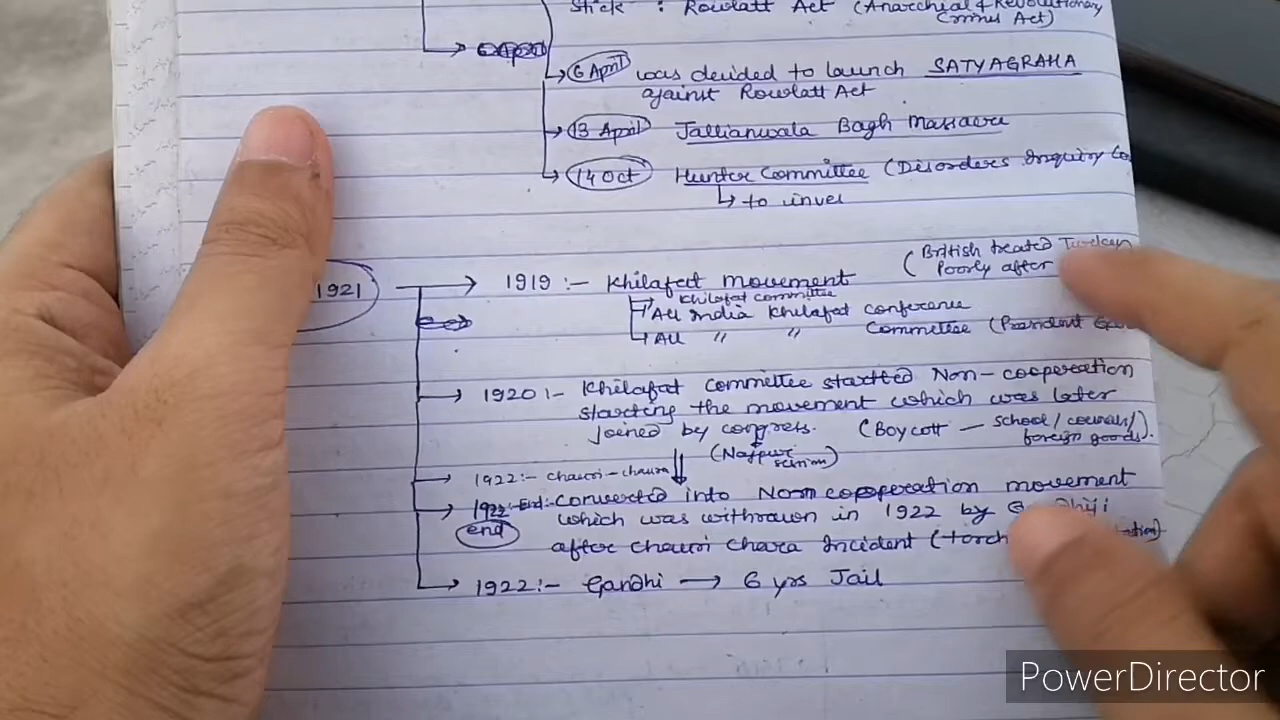 Stick : Rowlatt Act (Anarchial & Revolutionary
Crimes Act)
6 April was decided to launch SATYAGRAHA
against Rowlatt Act
13 April Jallianwala Bagh Massacre
14 Oct Hunter Committee (Disorders Inquiry
↳ to inves
1921
1919 :- Khilafat movement
(British treated Turkey
Poorly after
Khilafat committee
All India Khilafat conference
All " " Committee (President
1920 :- Khilafat committee started Non-cooperation
starting the movement which was later
joined by congress. (Boycott — school/councils/
foreign goods).
(Nagpur
session)
1922:- chauri-chaura
1922 end converted into Non cooperation movement
which was withrawn in 1922 by
after chauri chara Incident (torch
1922:- Gandhi → 6 yrs Jail
PowerDirector